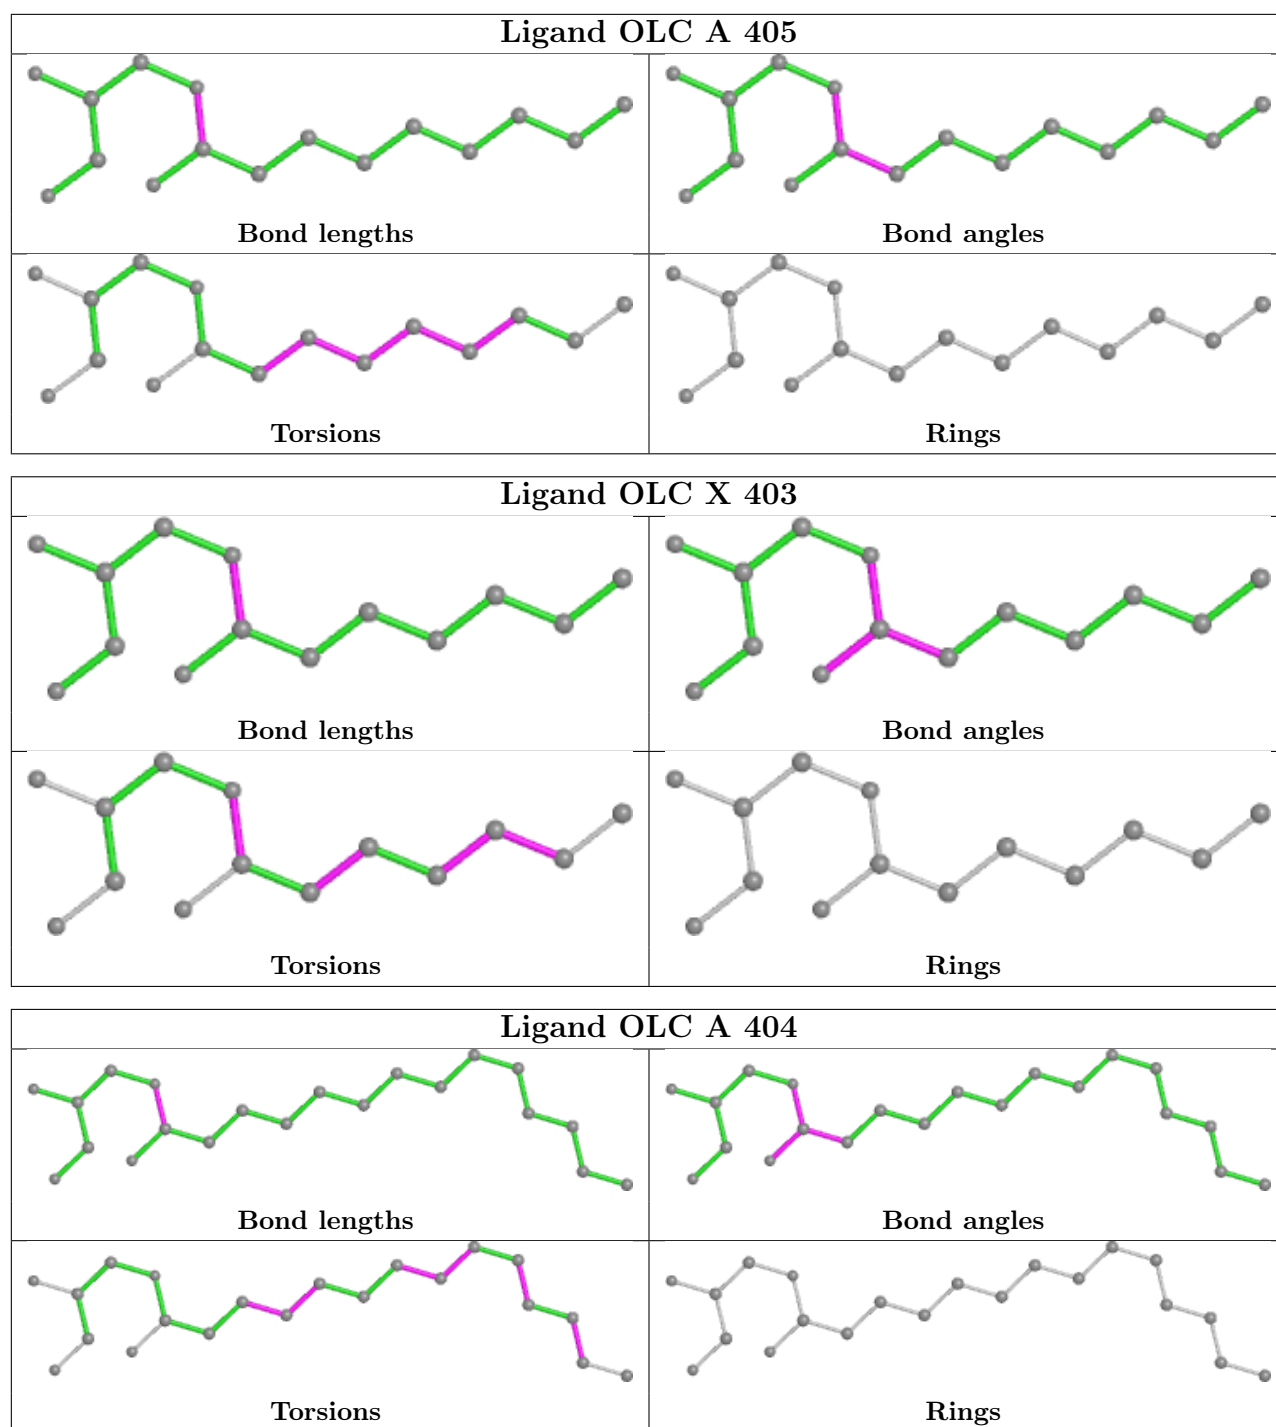 Ligand OLC A 405
Bond lengths
Bond angles
Torsions
Rings
Ligand OLC X 403
Bond lengths
Bond angles
Torsions
Rings
Ligand OLC A 404
Bond lengths
Bond angles
Torsions
Rings